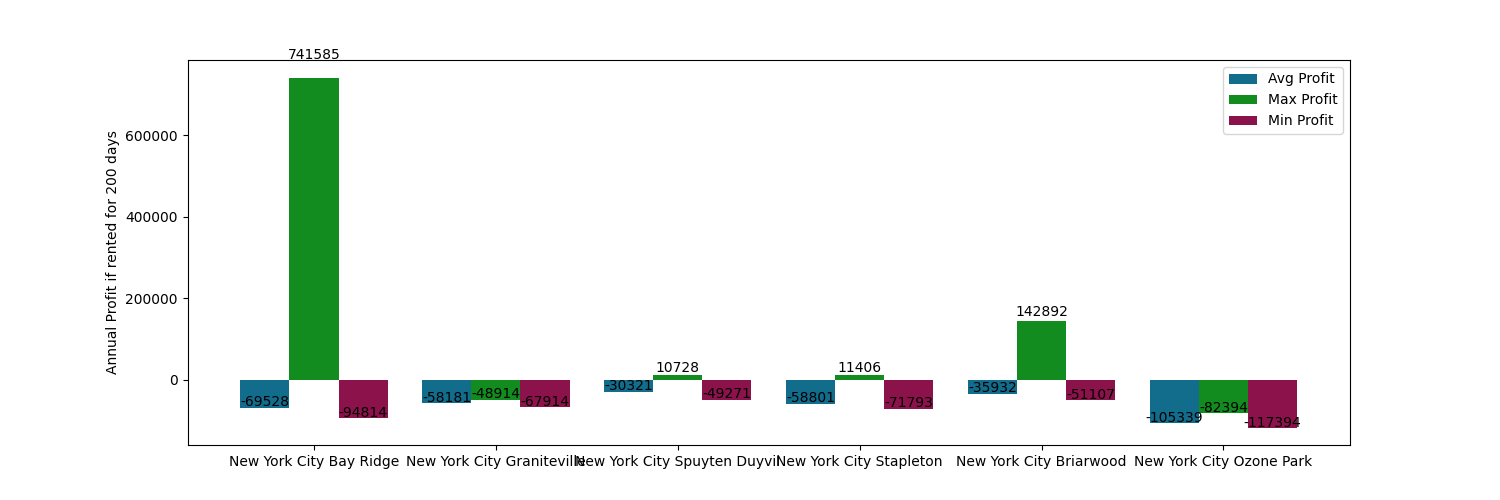 741585
Avg Profit
Max Profit
Min Profit
Annual Profit if rented for 200 days
600000
400000
200000
0
142892
10728
11406
-69528
-94814
-58181
-48914
-67914
-30321
-49271
-58801
-71793
-35932
-51107
-105339
-82394
-117394
New York City Bay Ridge
New York City Graniteville
New York City Spuyten Duyvil
New York City Stapleton
New York City Briarwood
New York City Ozone Park